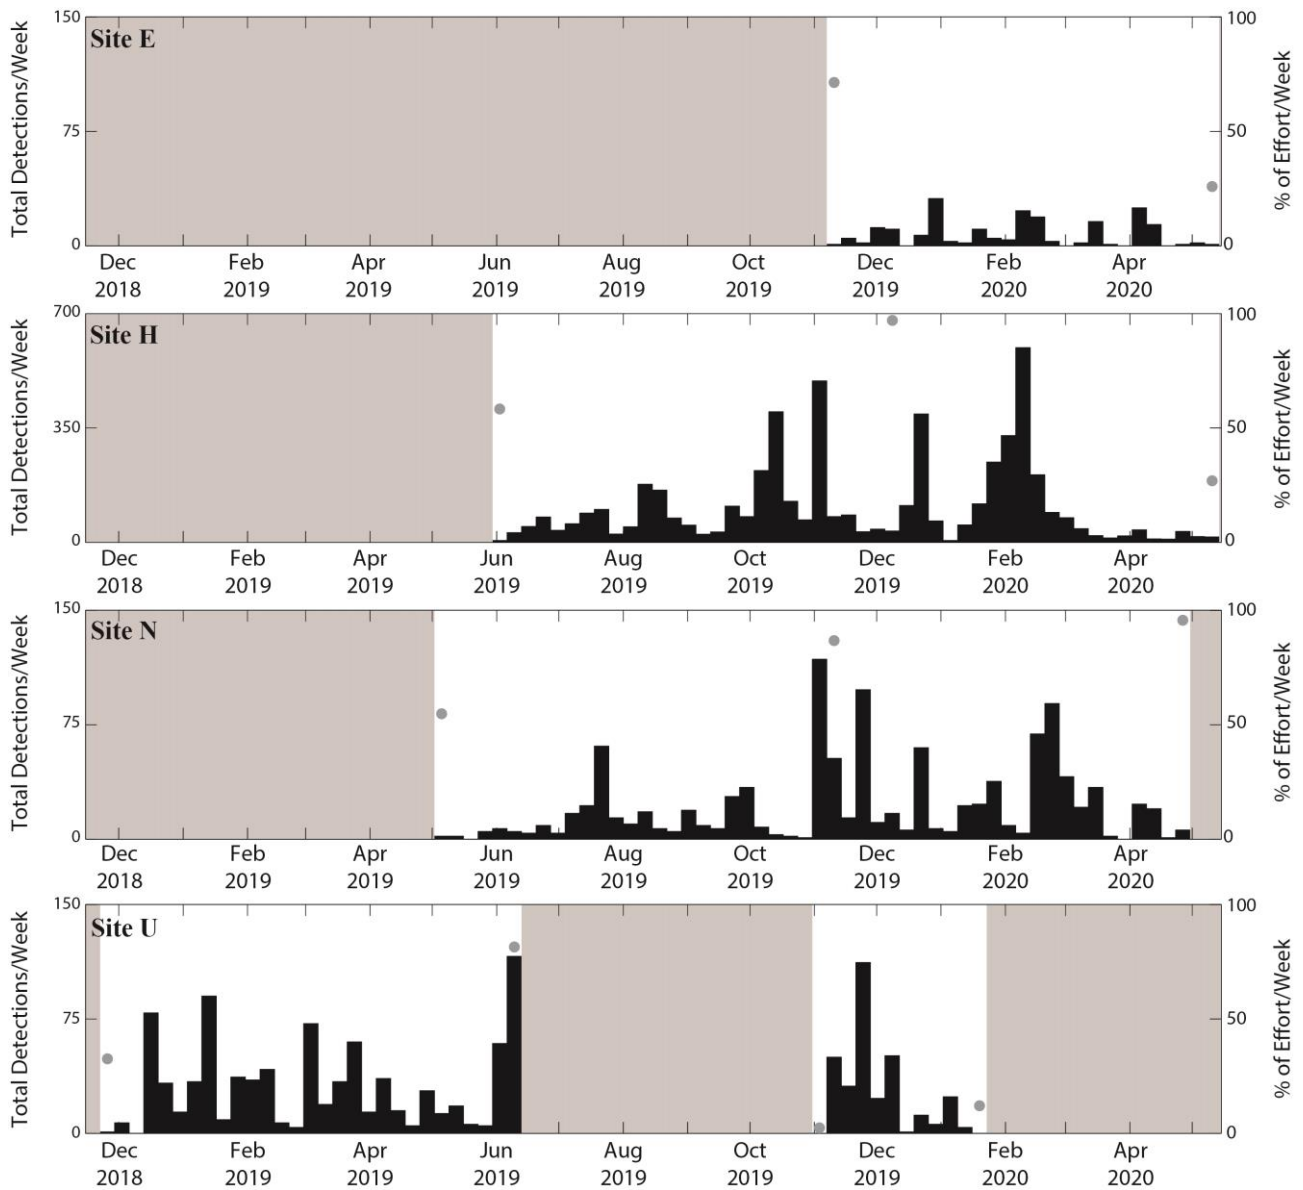 Total Detections/Week
Site E
150
75
0
100
50
0
% of Effort/Week
Dec Feb Apr Jun Aug Oct Dec Feb Apr
2018 2019 2019 2019 2019 2019 2019 2020 2020
Total Detections/Week
Site H
700
350
0
100
50
0
% of Effort/Week
Dec Feb Apr Jun Aug Oct Dec Feb Apr
2018 2019 2019 2019 2019 2019 2019 2020 2020
Total Detections/Week
Site N
150
75
0
100
50
0
% of Effort/Week
Dec Feb Apr Jun Aug Oct Dec Feb Apr
2018 2019 2019 2019 2019 2019 2019 2020 2020
Total Detections/Week
Site U
150
75
0
100
50
0
% of Effort/Week
Dec Feb Apr Jun Aug Oct Dec Feb Apr
2018 2019 2019 2019 2019 2019 2019 2020 2020